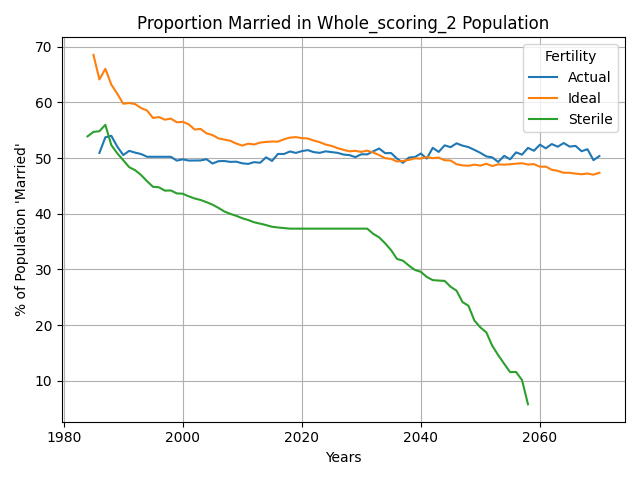 Proportion Married in Whole_scoring_2 Population
Fertility
Actual
Ideal
Sterile
% of Population 'Married'
70
60
50
40
30
20
10
1980
2000
2020
2040
2060
Years